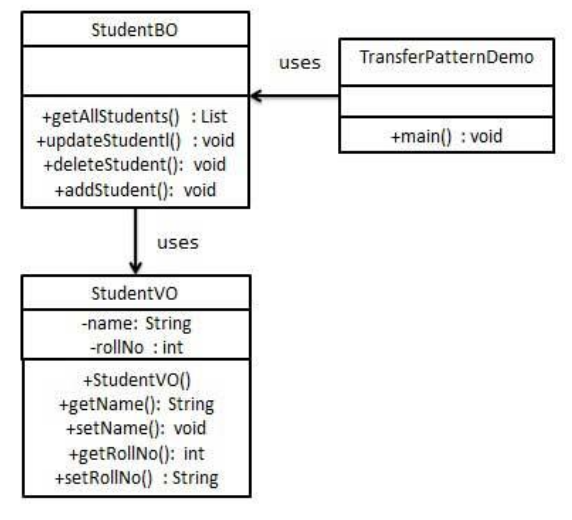 StudentBO
+getAllStudents() : List
+updateStudentl() : void
+deleteStudent(): void
+addStudent(): void
uses
TransferPatternDemo
+main() : void
uses
StudentVO
-name: String
-rollNo : int
+StudentVO()
+getName(): String
+setName(): void
+getRollNo(): int
+setRollNo() : String